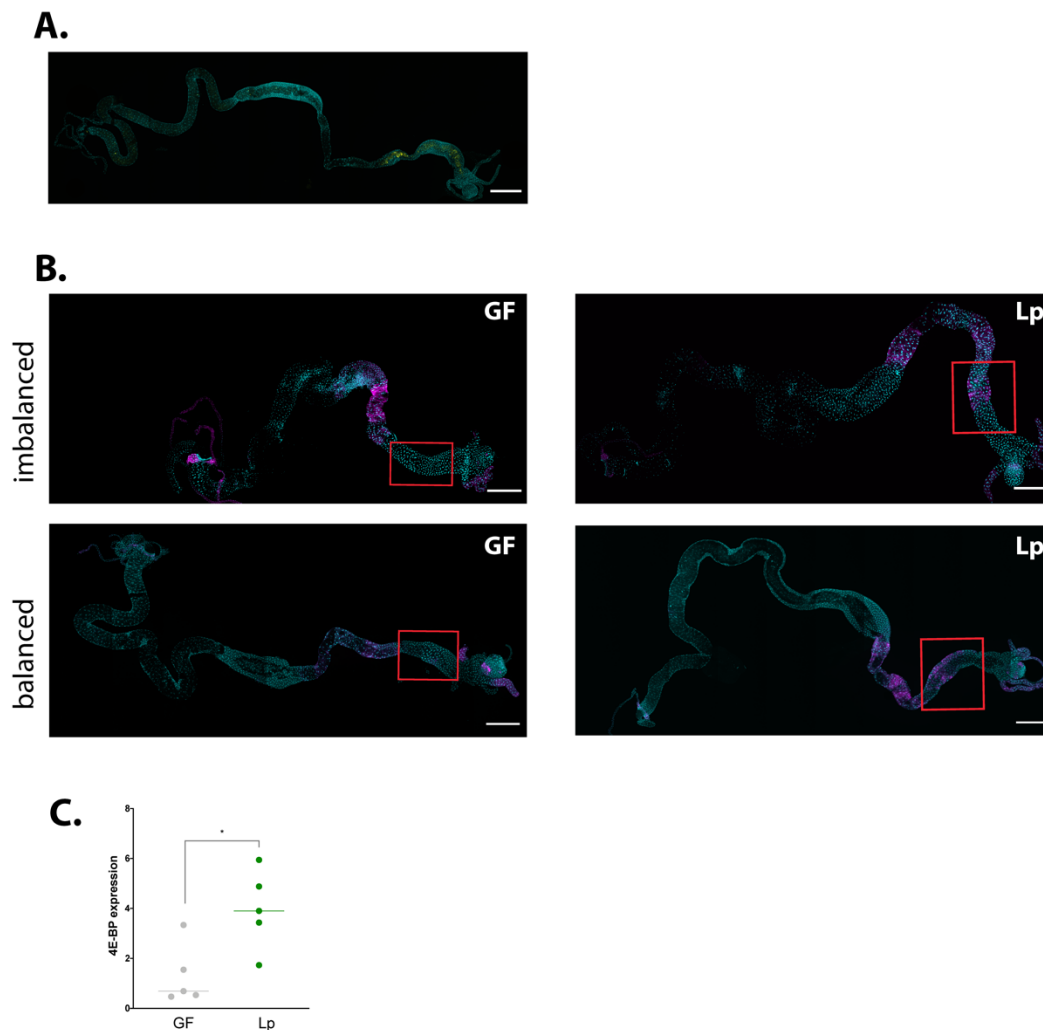 A.
B.
imbalanced
GF
Lp
balanced
GF
Lp
C.
8
6
4
2
0
4E-BP expression
*
GF
Lp